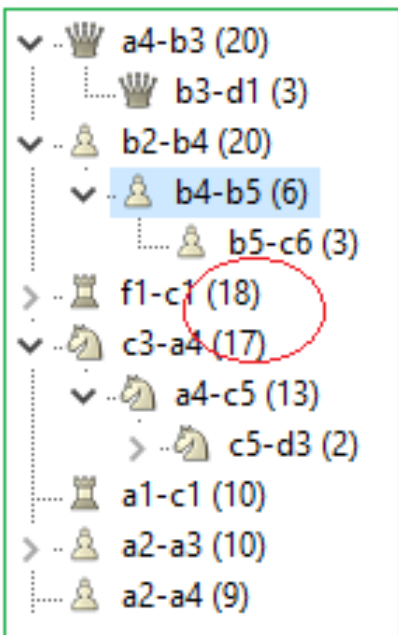 a4-b3 (20)
b3-d1 (3)
b2-b4 (20)
b4-b5 (6)
b5-c6 (3)
f1-c1 (18)
c3-a4 (17)
a4-c5 (13)
c5-d3 (2)
a1-c1 (10)
a2-a3 (10)
a2-a4 (9)